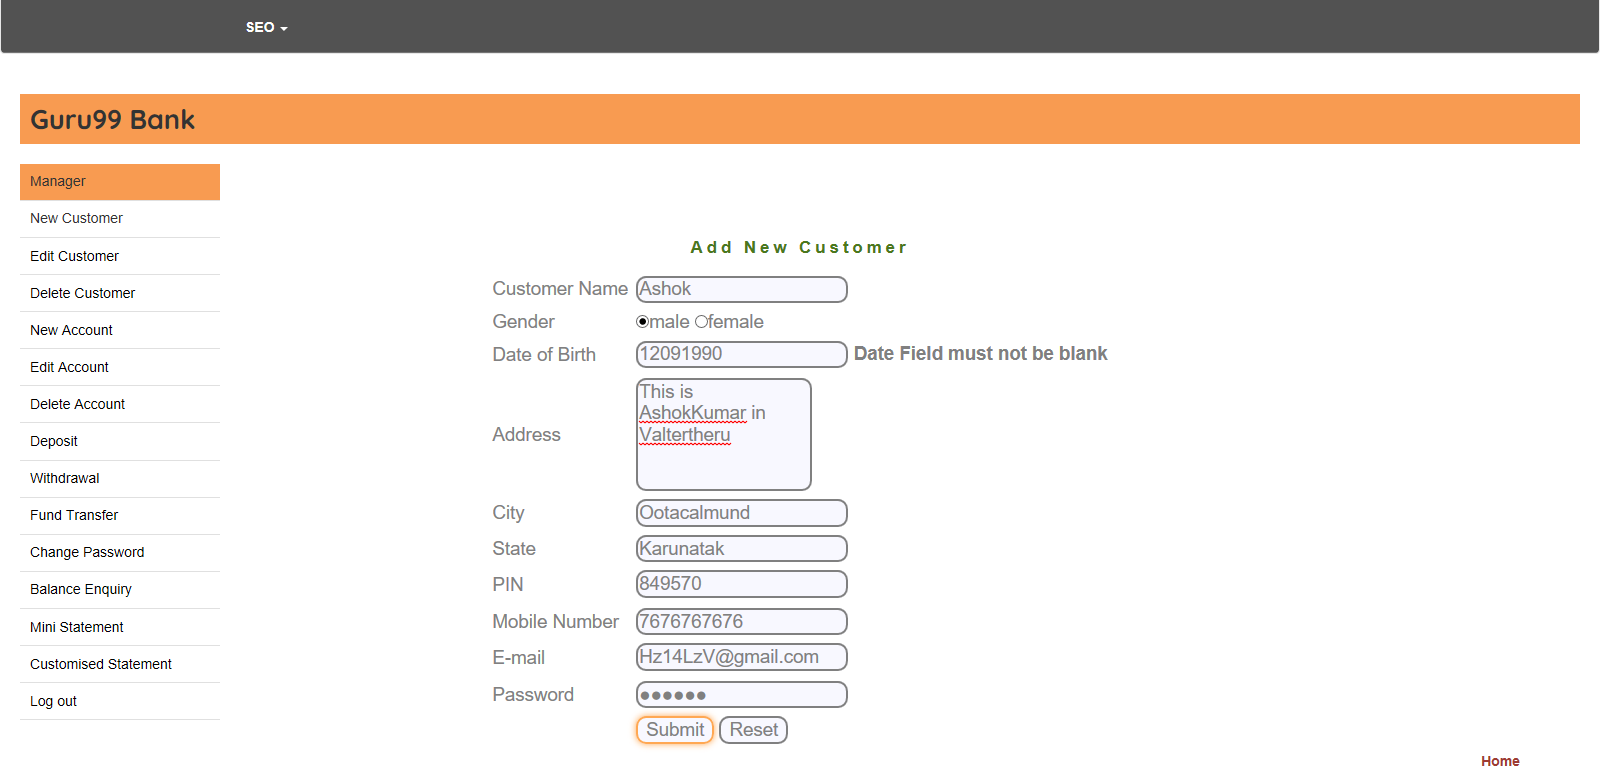 SEO
Guru99 Bank
Manager
New Customer
Edit Customer
Delete Customer
New Account
Edit Account
Delete Account
Deposit
Withdrawal
Fund Transfer
Change Password
Balance Enquiry
Mini Statement
Customised Statement
Log out
Add New Customer
Customer Name Ashok
Gender male female
Date of Birth 12091990 Date Field must not be blank
Address
This is
AshokKumar in
Valtertheru
City Ootacalmund
State Karunatak
PIN 849570
Mobile Number 7676767676
E-mail Hz14LzV@gmail.com
Password ●●●●●●
Submit Reset
Home